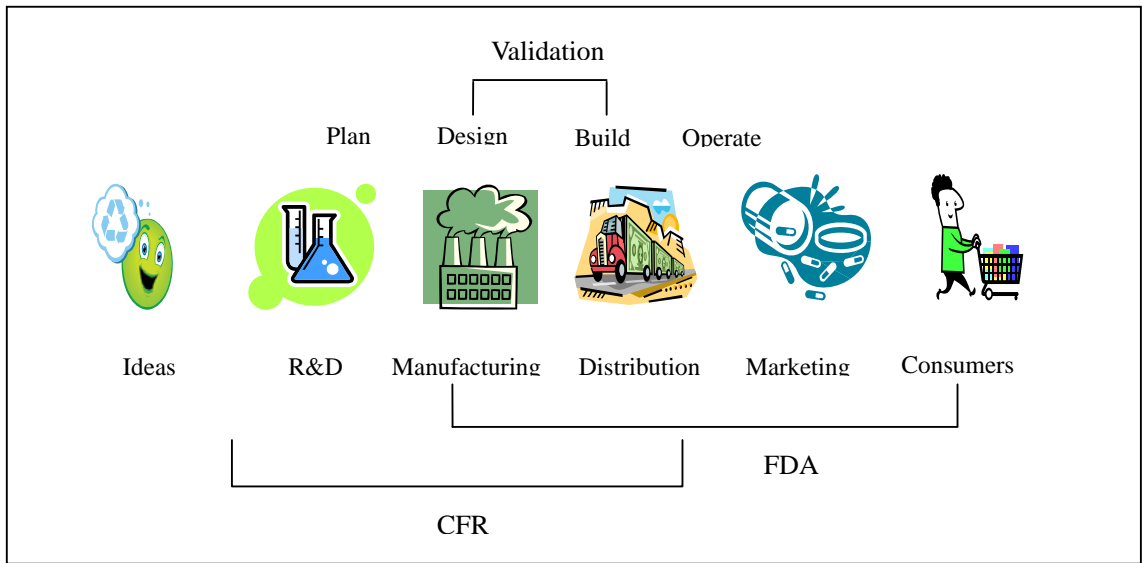 Validation
Plan Design Build Operate
Ideas R&D Manufacturing Distribution Marketing Consumers
FDA
CFR